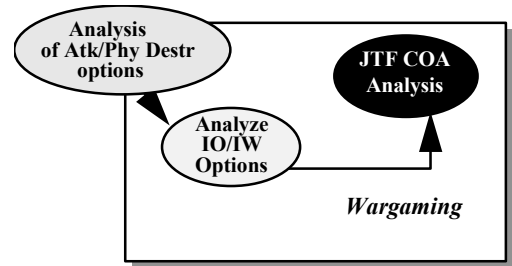 Analysis
of Atk/Phy Destr
options
JTF COA
Analysis
Analyze
IO/IW
Options
Wargaming